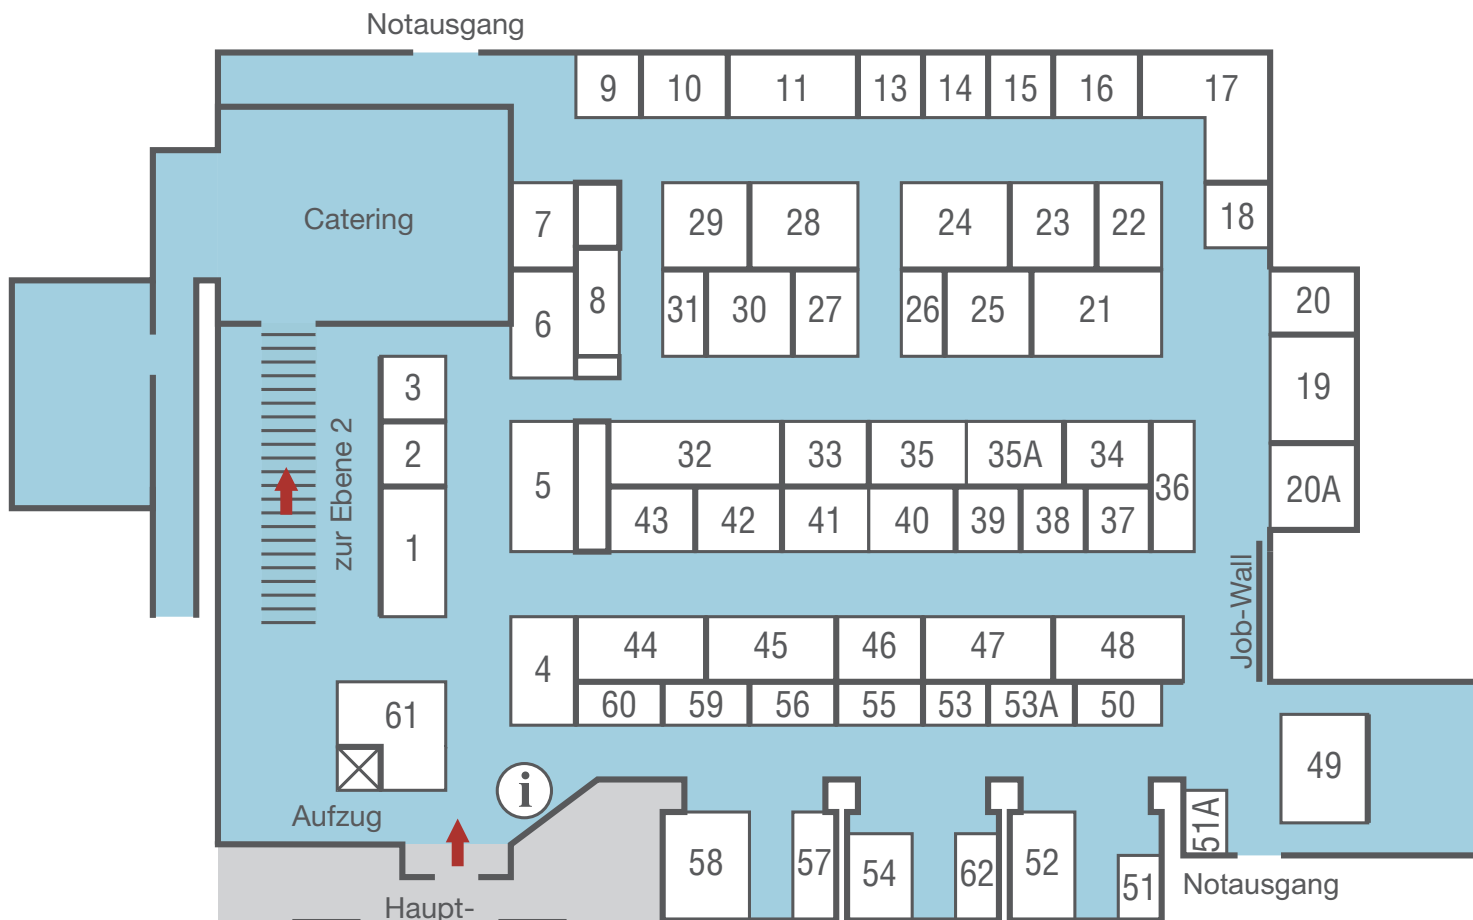 Notausgang
9 10 11 13 14 15 16 17
Catering
7 29 28 24 23 22 18
6 8 31 30 27 26 25 21 20
3 19
zur Ebene 2
2 5 32 33 35 35A 34 36 20A
1 43 42 41 40 39 38 37
Job-Wall
4 44 45 46 47 48
61 60 59 56 55 53 53A 50
49
i
Aufzug
51A
58 57 54 62 52 51
Notausgang
Haupt-